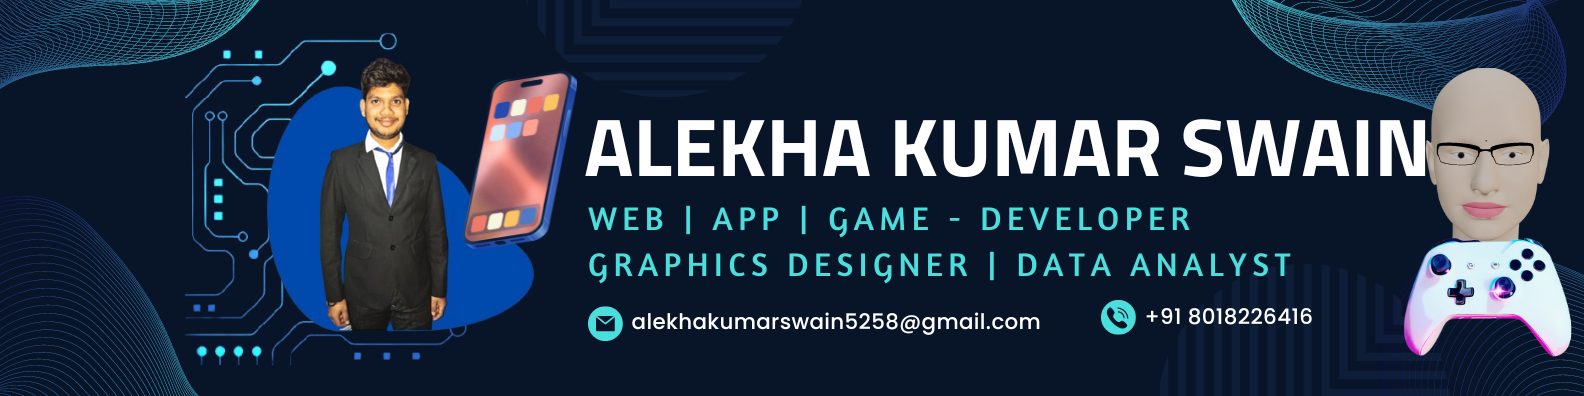 ALEKHA KUMAR SWAIN
WEB | APP | GAME - DEVELOPER
GRAPHICS DESIGNER | DATA ANALYST
alekhakumarswain5258@gmail.com
+91 8018226416